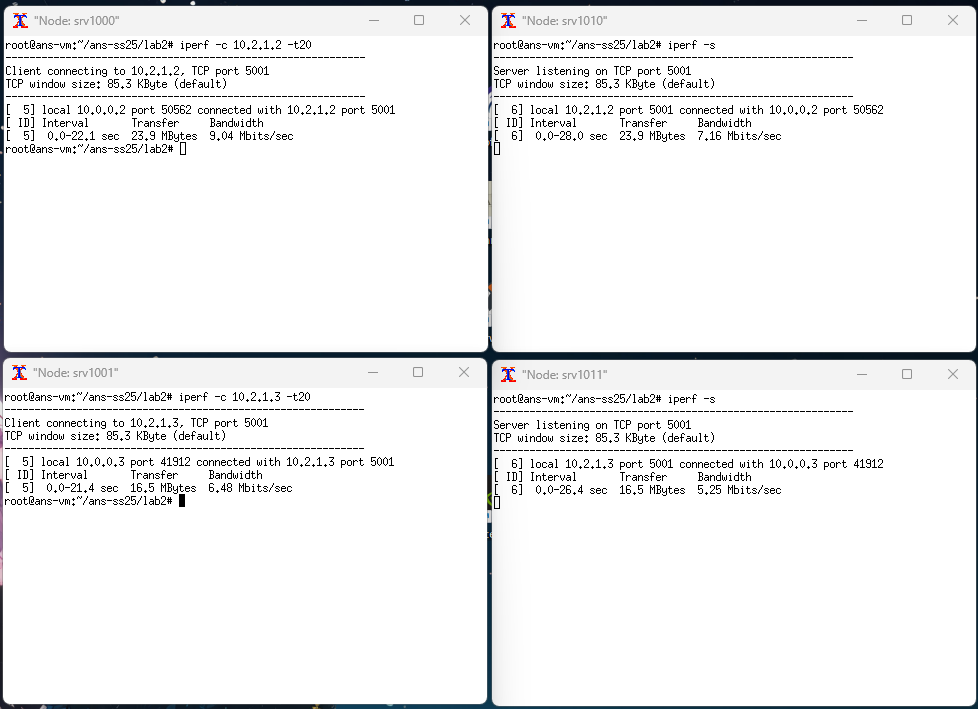 "Node: srv1000"
root@ans-vm:~/ans-ss25/lab2# iperf -c 10.2.1.2 -t20
------------------------------------------------------------
Client connecting to 10.2.1.2, TCP port 5001
TCP window size: 85.3 KByte (default)
------------------------------------------------------------
[  5] local 10.0.0.2 port 50562 connected with 10.2.1.2 port 5001
[ ID] Interval       Transfer     Bandwidth
[  5]  0.0-22.1 sec  23.9 MBytes  9.04 Mbits/sec
root@ans-vm:~/ans-ss25/lab2#
"Node: srv1010"
root@ans-vm:~/ans-ss25/lab2# iperf -s
------------------------------------------------------------
Server listening on TCP port 5001
TCP window size: 85.3 KByte (default)
------------------------------------------------------------
[  6] local 10.2.1.2 port 5001 connected with 10.0.0.2 port 50562
[ ID] Interval       Transfer     Bandwidth
[  6]  0.0-28.0 sec  23.9 MBytes  7.16 Mbits/sec
"Node: srv1001"
root@ans-vm:~/ans-ss25/lab2# iperf -c 10.2.1.3 -t20
------------------------------------------------------------
Client connecting to 10.2.1.3, TCP port 5001
TCP window size: 85.3 KByte (default)
------------------------------------------------------------
[  5] local 10.0.0.3 port 41912 connected with 10.2.1.3 port 5001
[ ID] Interval       Transfer     Bandwidth
[  5]  0.0-21.4 sec  16.5 MBytes  6.48 Mbits/sec
root@ans-vm:~/ans-ss25/lab2#
"Node: srv1011"
root@ans-vm:~/ans-ss25/lab2# iperf -s
------------------------------------------------------------
Server listening on TCP port 5001
TCP window size: 85.3 KByte (default)
------------------------------------------------------------
[  6] local 10.2.1.3 port 5001 connected with 10.0.0.3 port 41912
[ ID] Interval       Transfer     Bandwidth
[  6]  0.0-26.4 sec  16.5 MBytes  5.25 Mbits/sec